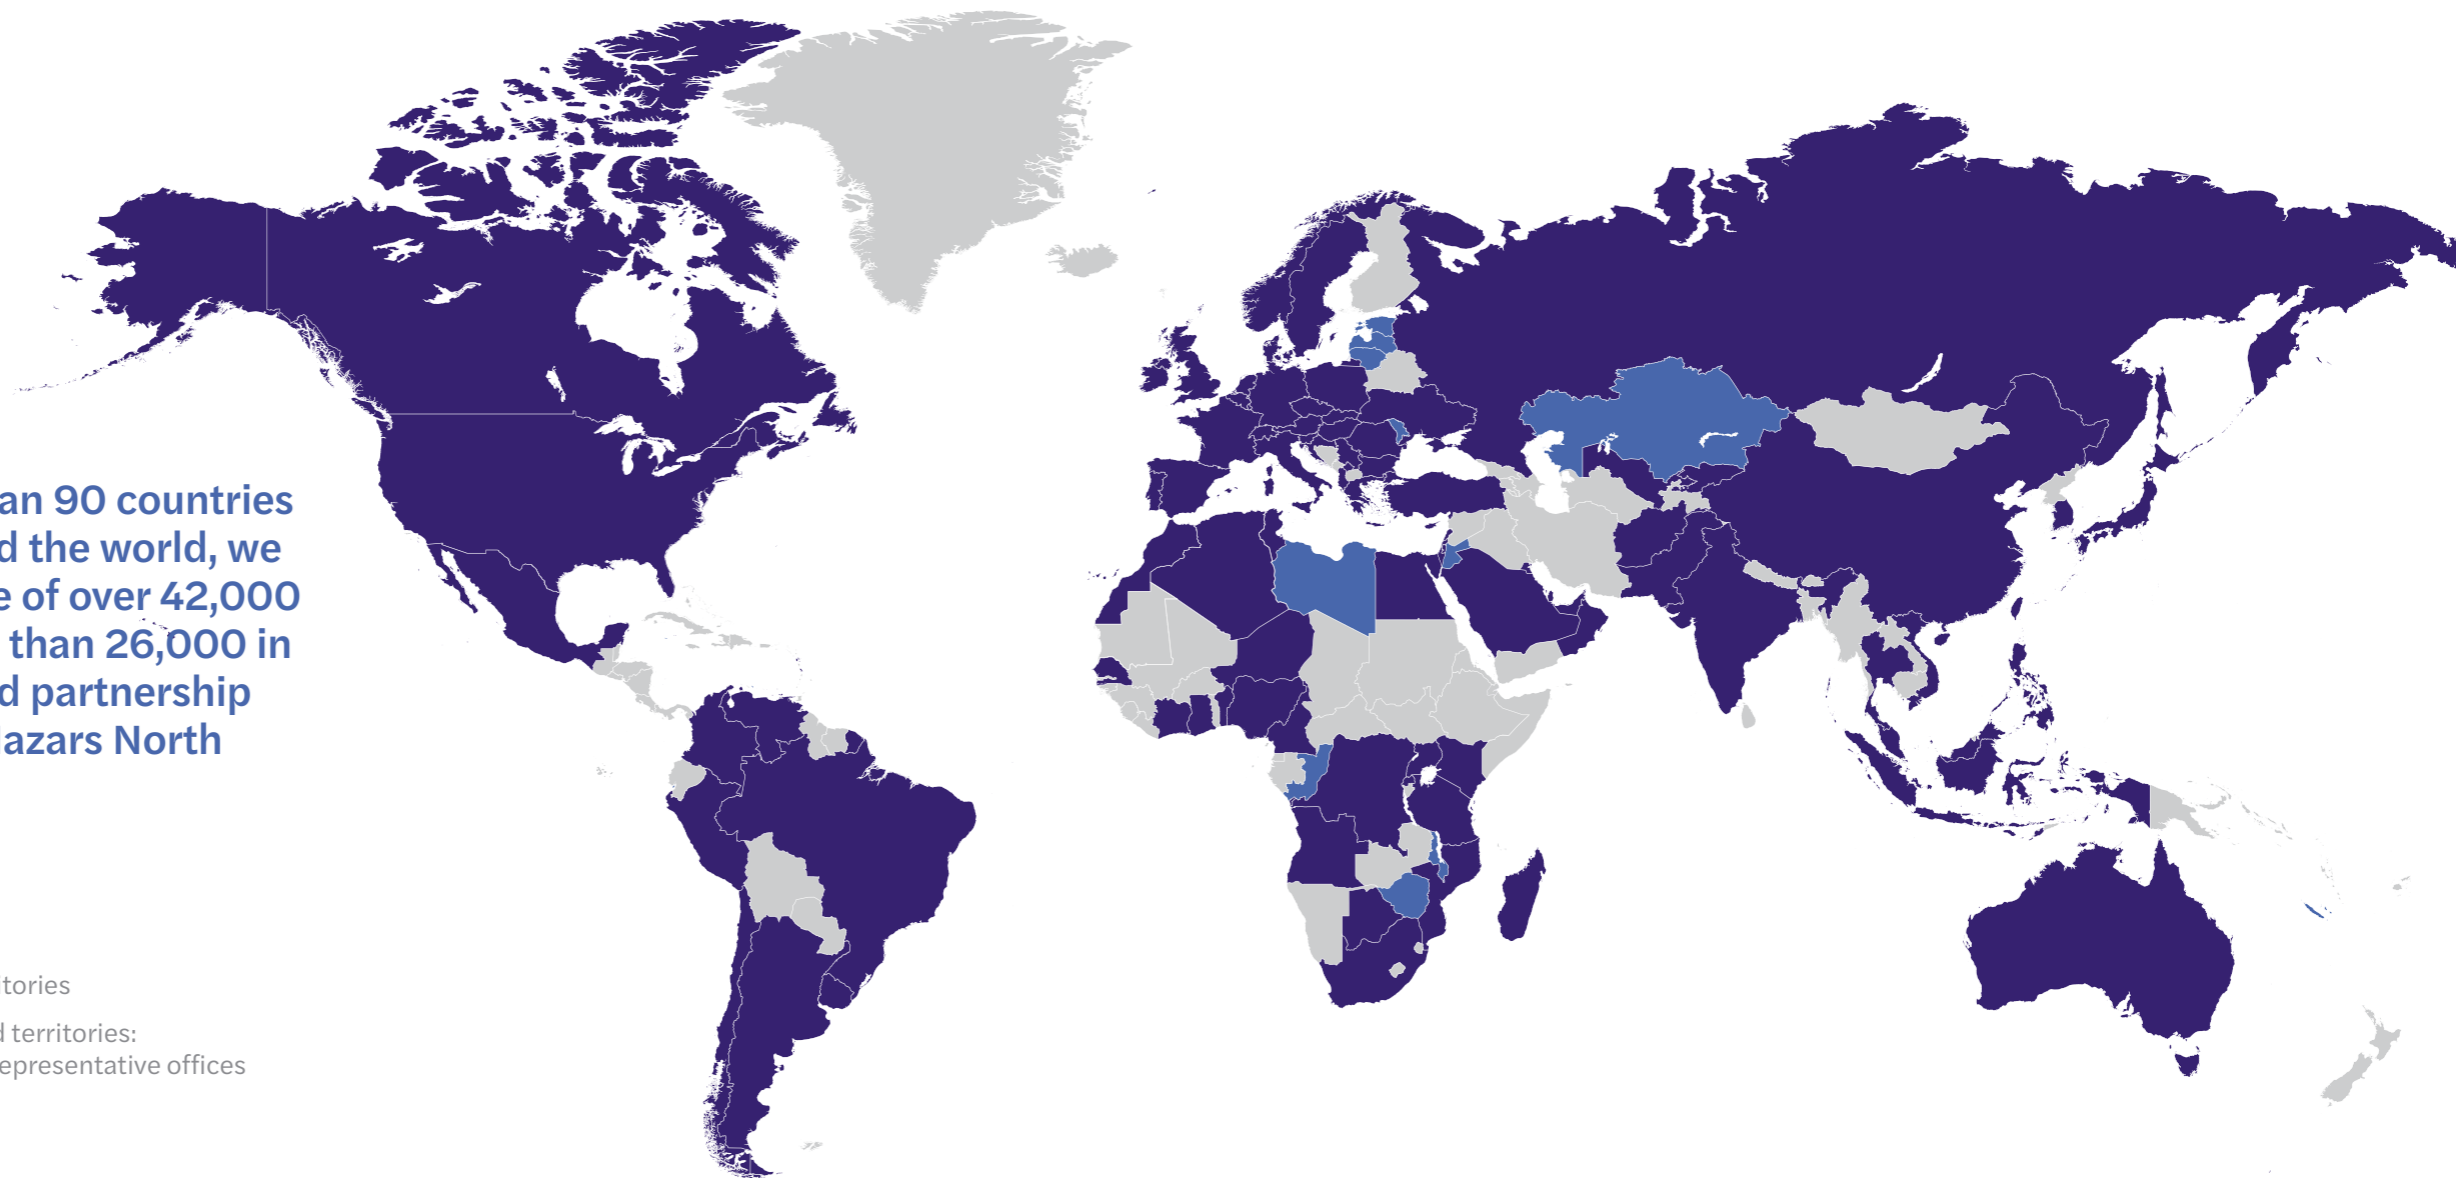 an 90 countries
d the world, we
e of over 42,000
than 26,000 in
d partnership
azars North
itories
d territories:
epresentative offices